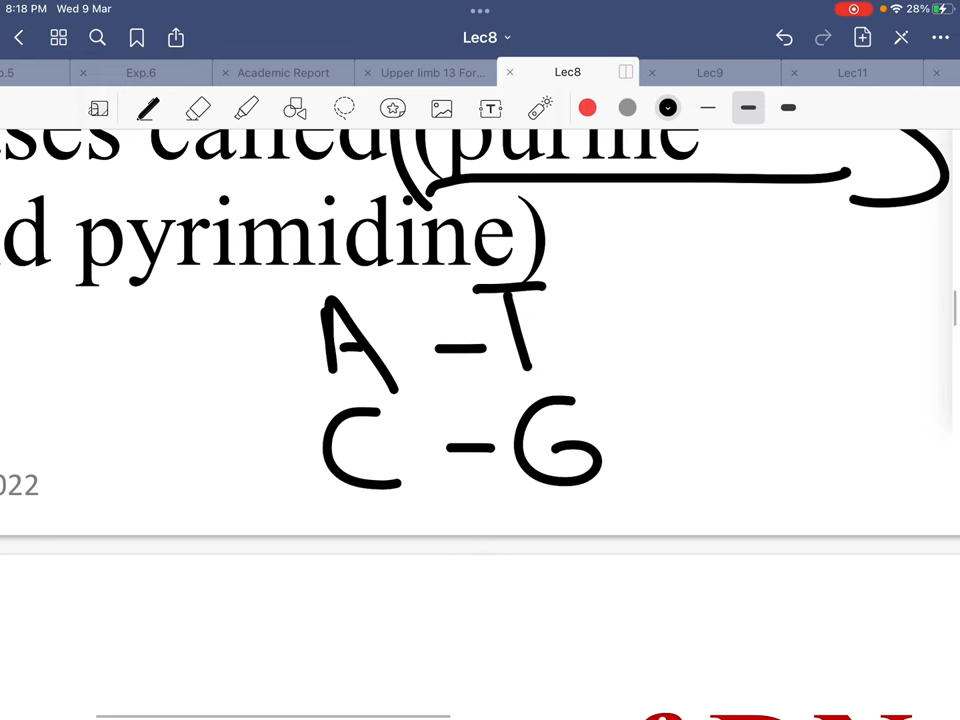 8:18 PM Wed 9 Mar
28%
Lec8
p.5
Exp.6
Academic Report
Upper limb 13 For...
Lec8
Lec9
Lec11
ses called (purine
d pyrimidine)
A – T
C – G
022